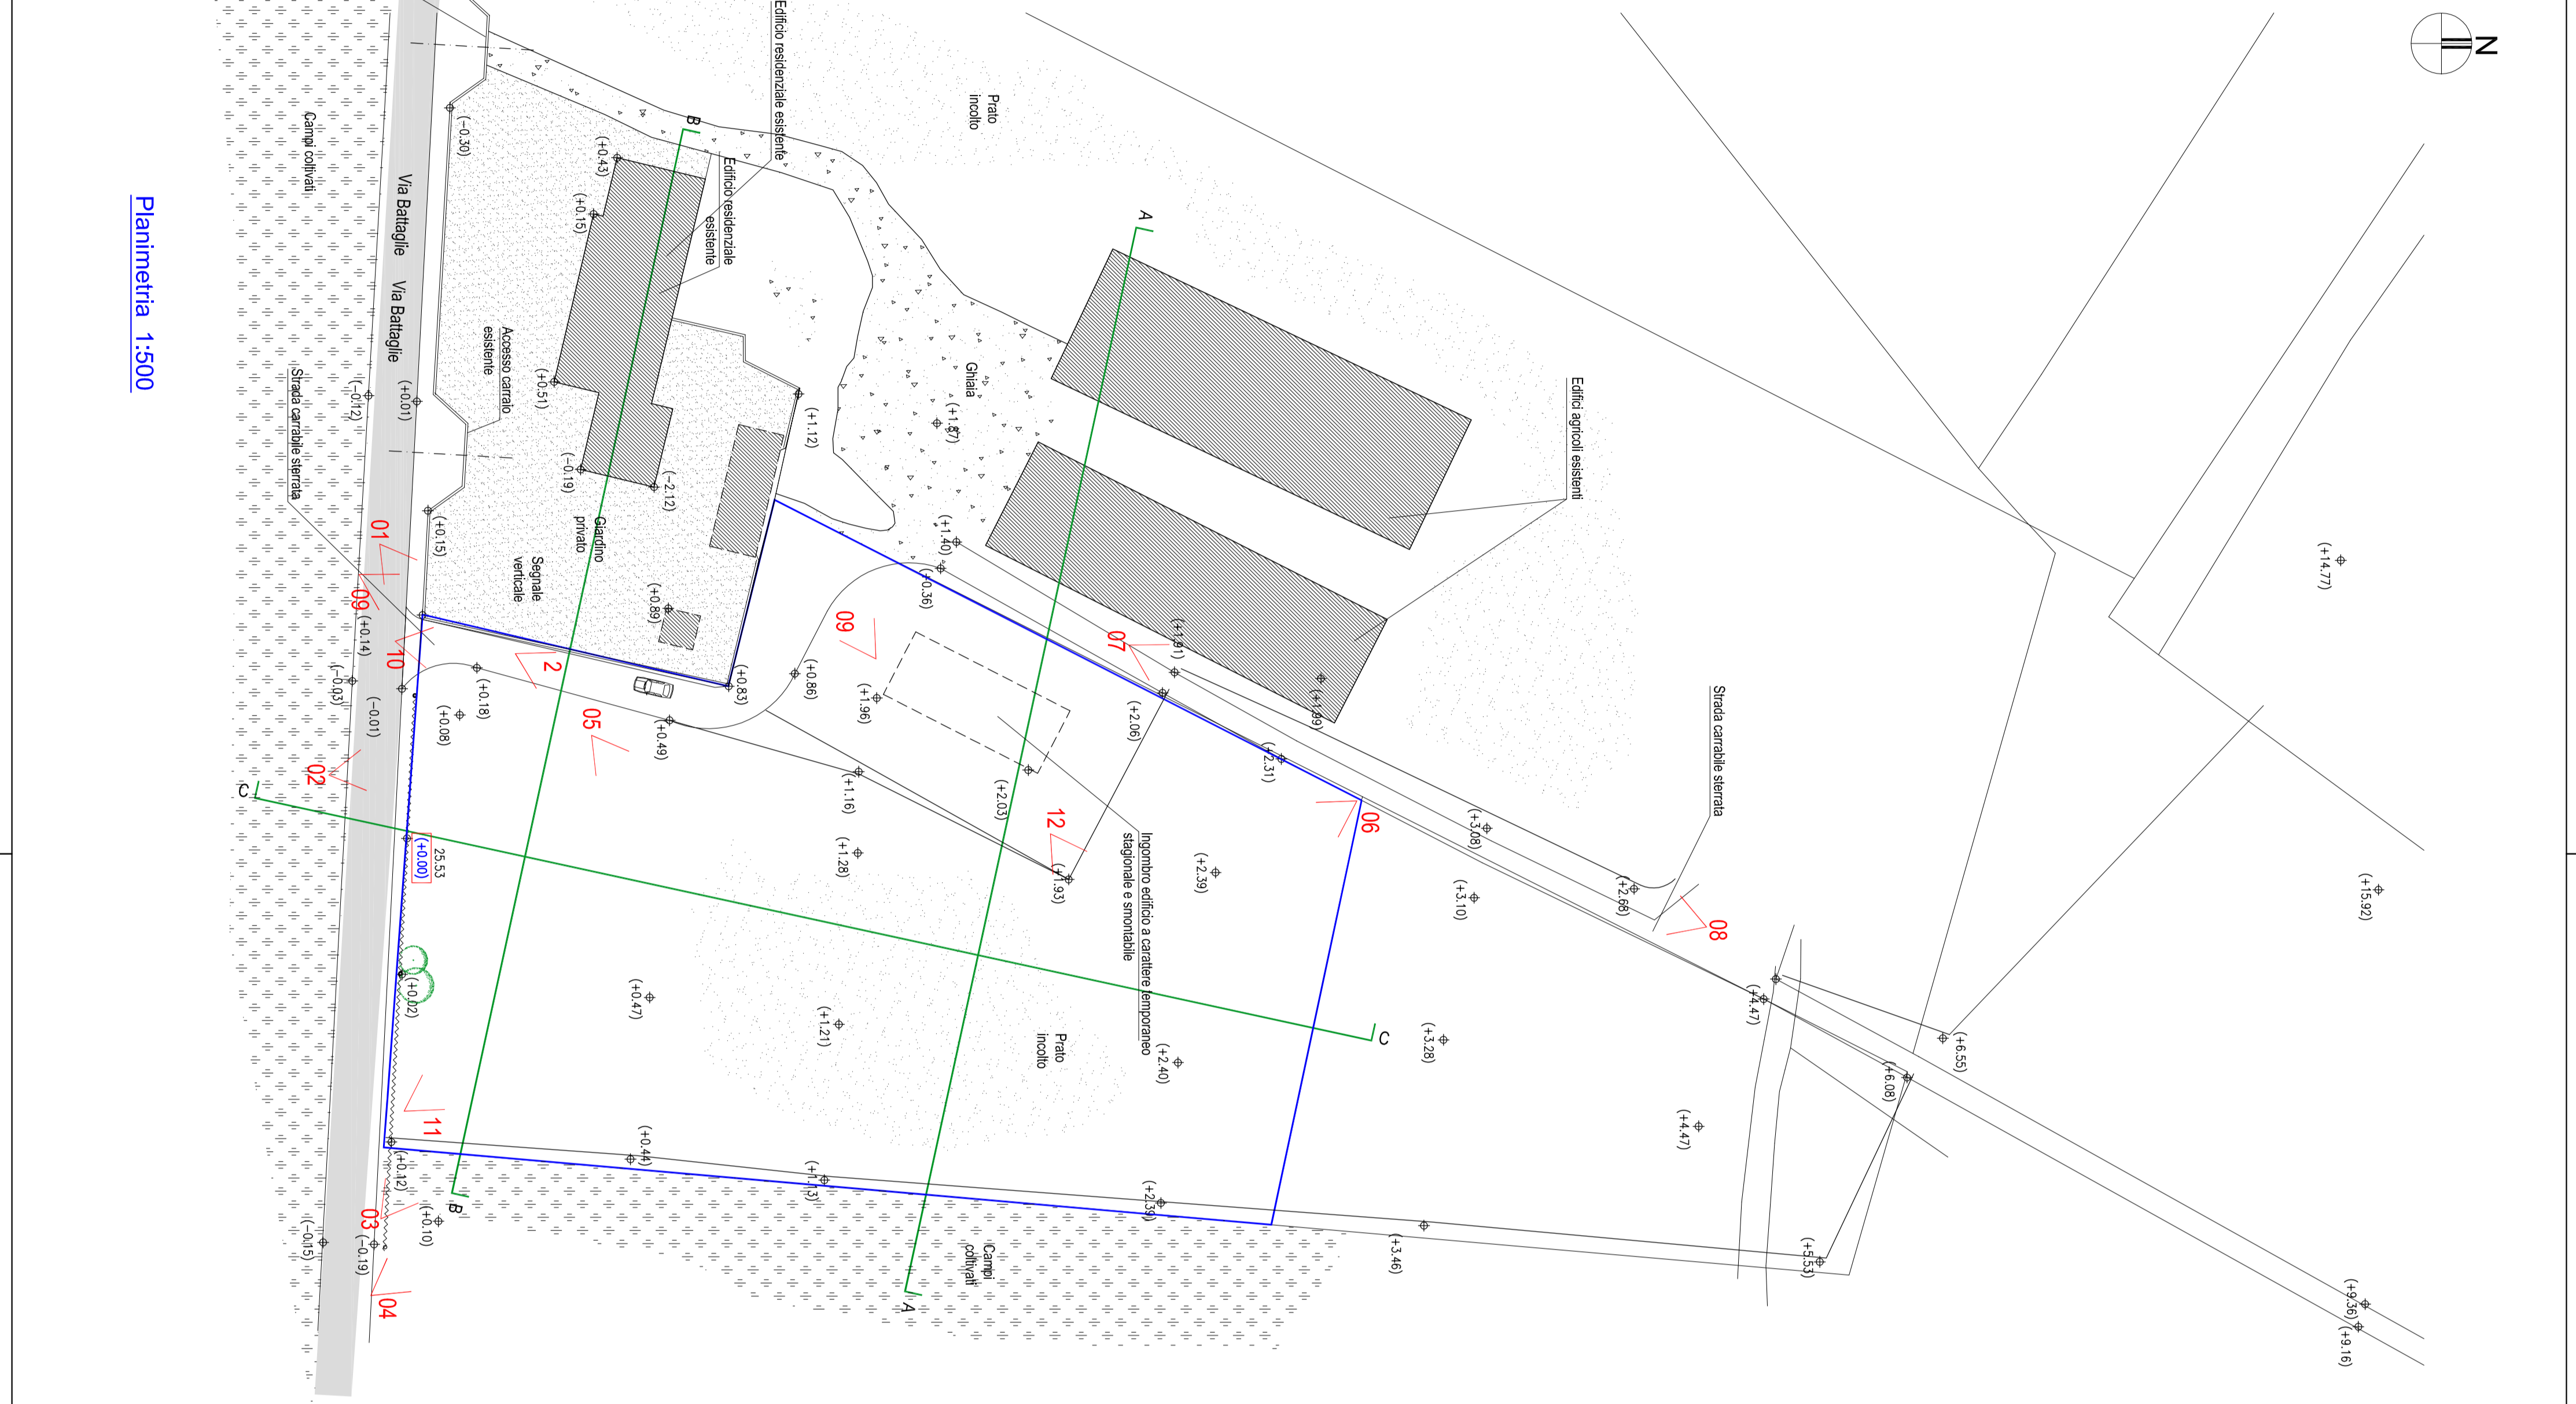 N
Planimetria 1:500
Edificio residenziale esistente
Edificio residenziale
esistente
Prato
incolto
Campi coltivati
Via Battaglie
Via Battaglie
Accesso carraio
esistente
Strada carrabile sterrata
Ghiaia
Edifici agricoli esistenti
Giardino
privato
Segnale
verticale
Strada carrabile sterrata
Ingombro edificio a carattere temporaneo
stagionale e smontabile
Prato
incolto
Campi
coltivati
A
A
B
B
C
C
01
09
10
2
02
05
09
07
06
08
12
11
03
04
25.53
(+0.00)
(-0.30)
(+0.43)
(+0.15)
(+0.51)
(-0.19)
(-2.12)
(+1.12)
(+1.87)
(+0.01)
(-0.12)
(+0.15)
(+0.14)
(-0.03)
(-0.01)
(+0.18)
(+0.08)
(+0.89)
(+0.83)
(+0.49)
(+0.86)
(+1.96)
(+1.40)
(+0.36)
(+1.91)
(+1.99)
(+2.06)
(+2.31)
(+2.03)
(+1.16)
(+1.28)
(+1.93)
(+2.39)
(+3.08)
(+3.10)
(+2.68)
(+14.77)
(+15.92)
(+4.47)
(+6.55)
(+6.08)
(+3.28)
(+2.40)
(+4.47)
(+0.02)
(+0.47)
(+1.21)
(+0.44)
(+1.13)
(+2.39)
(+3.46)
(+5.53)
(+9.36)
(+9.16)
(+0.12)
(+0.10)
(-0.15)
(-0.19)